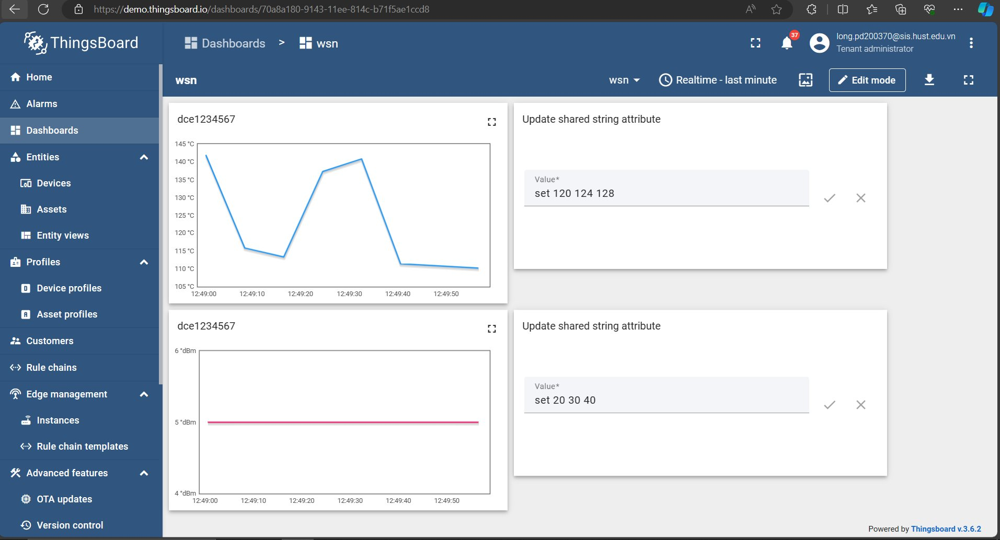 https://demo.thingsboard.io/dashboards/70a8a180-9143-11ee-814c-b71f5ae1ccd8
ThingsBoard
Dashboards > wsn
37
long.pd200370@sis.hust.edu.vn
Tenant administrator
wsn
wsn
Realtime - last minute
Edit mode
Home
Alarms
Dashboards
Entities
Devices
Assets
Entity views
Profiles
Device profiles
Asset profiles
Customers
Rule chains
Edge management
Instances
Rule chain templates
Advanced features
OTA updates
Version control
dce1234567
145 °C
140 °C
135 °C
130 °C
125 °C
120 °C
115 °C
110 °C
105 °C
12:49:00 12:49:10 12:49:20 12:49:30 12:49:40 12:49:50
Update shared string attribute
Value*
set 120 124 128
dce1234567
6 °dBm
5 °dBm
4 °dBm
12:49:00 12:49:10 12:49:20 12:49:30 12:49:40 12:49:50
Update shared string attribute
Value*
set 20 30 40
Powered by Thingsboard v.3.6.2